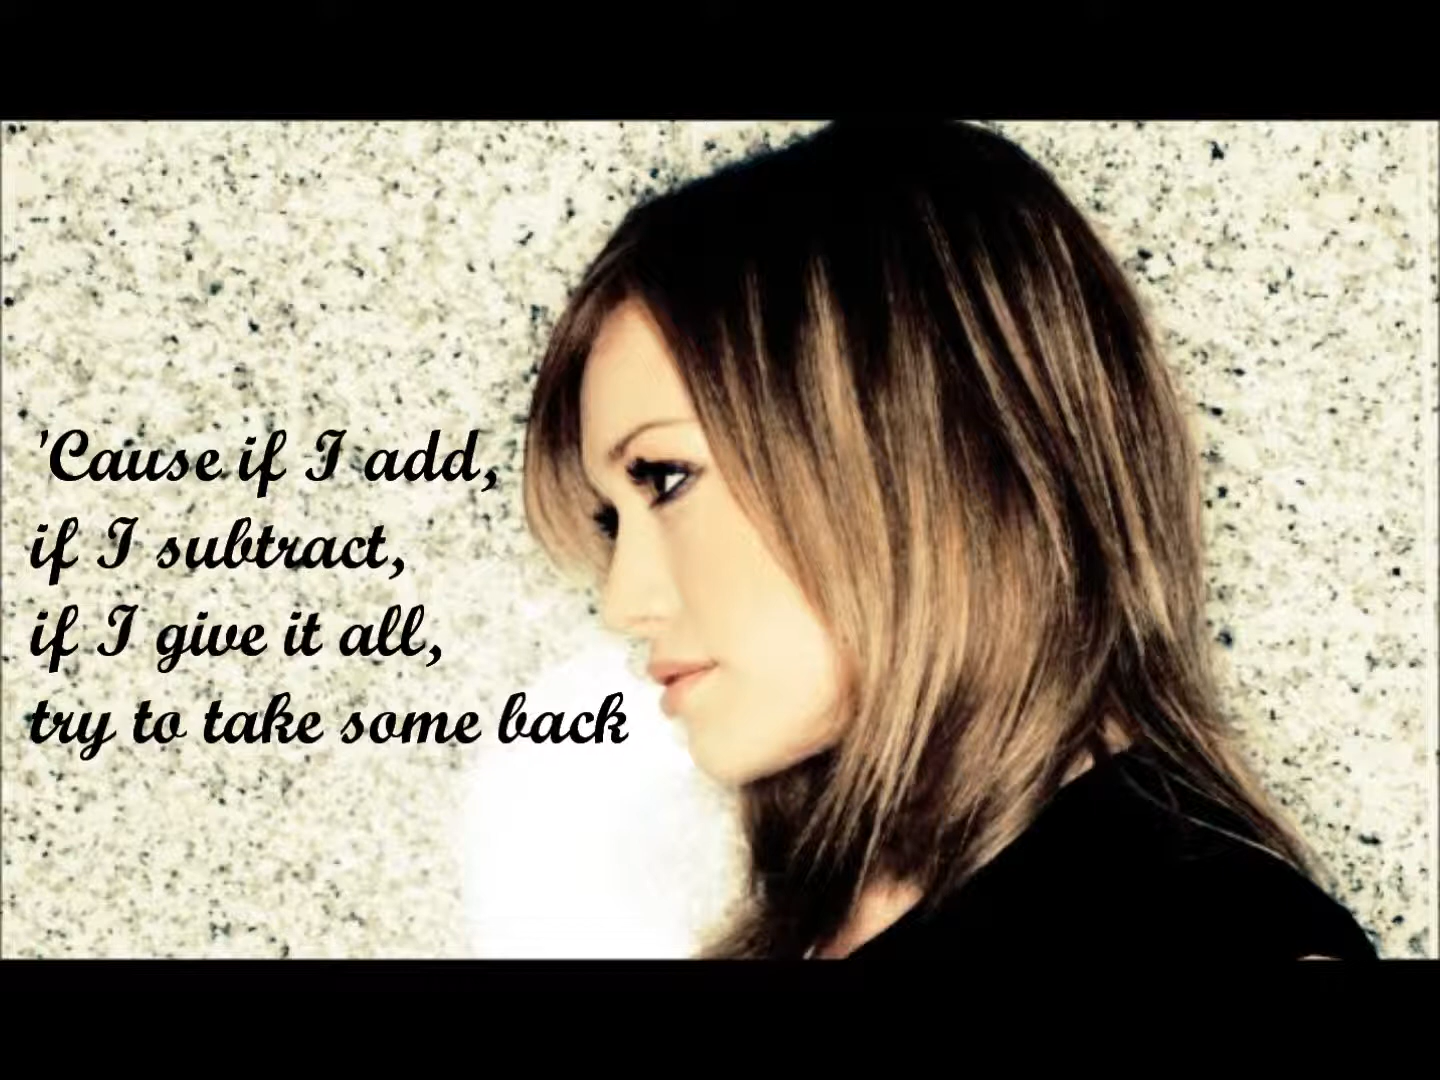 'Cause if I add,
if I subtract,
if I give it all,
try to take some back